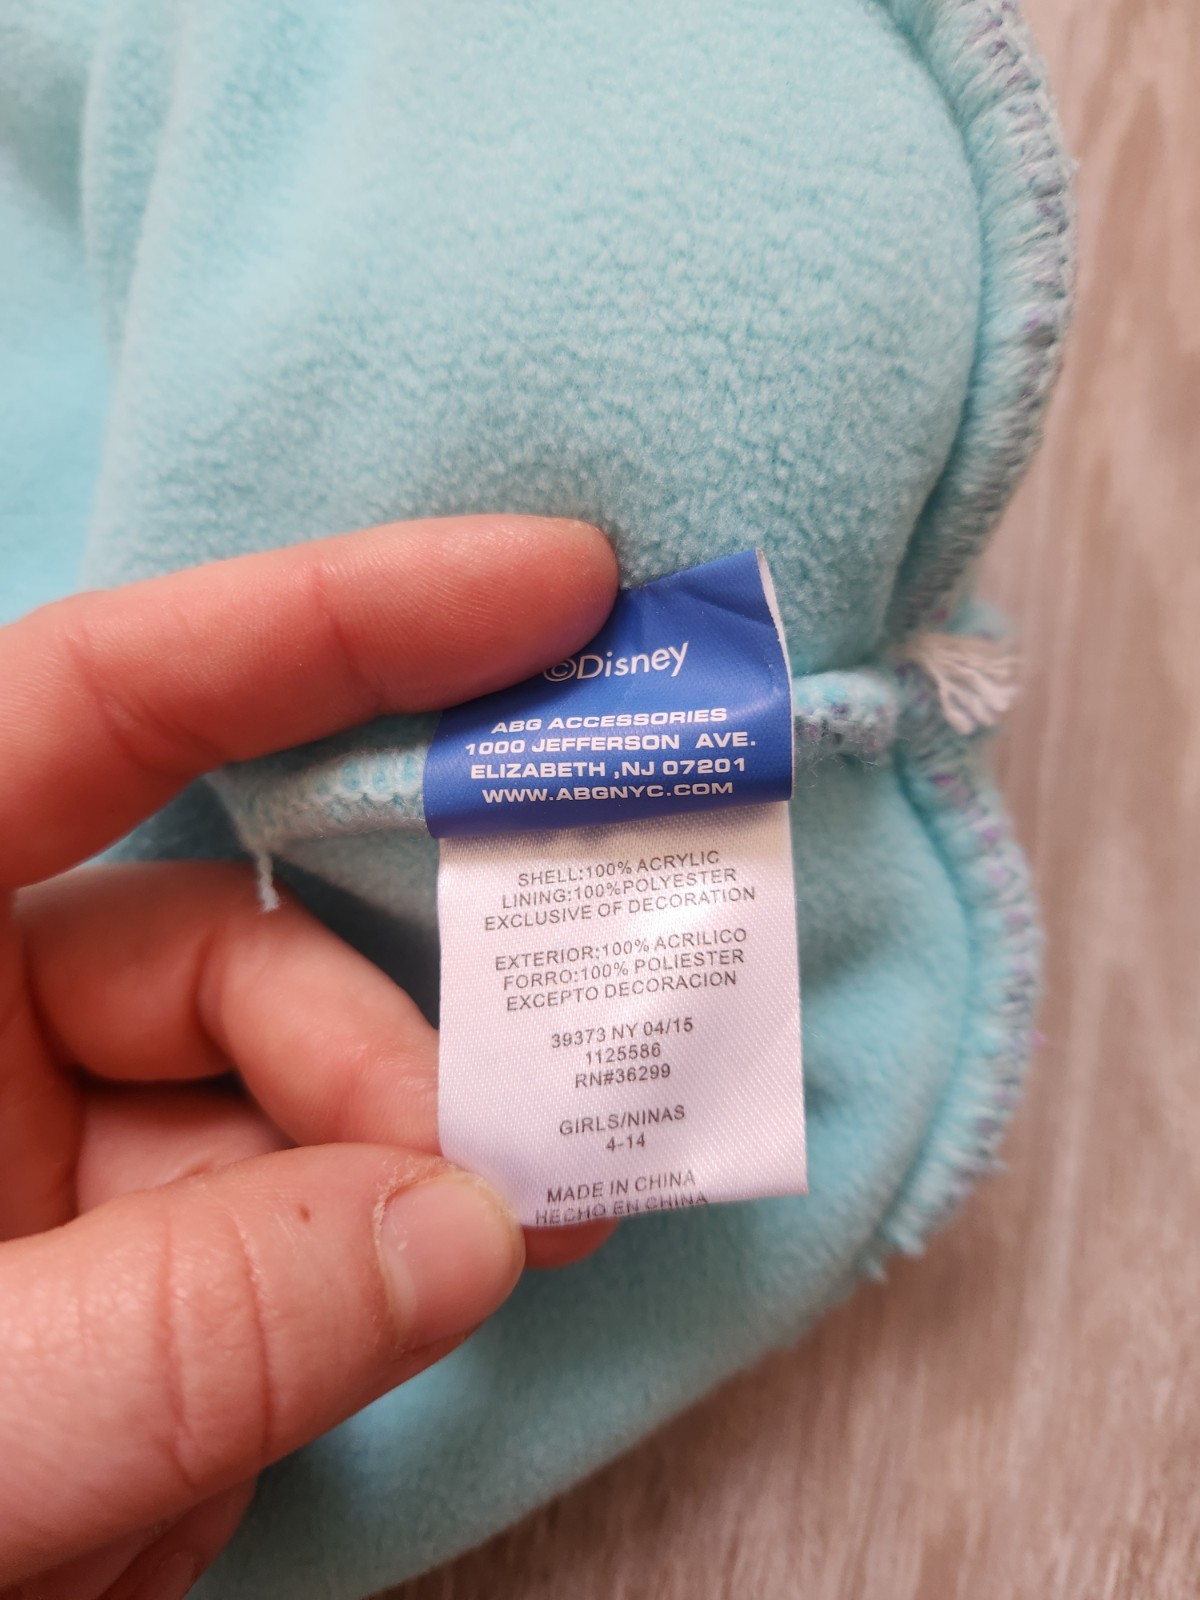 ©Disney
ABG ACCESSORIES
1000 JEFFERSON AVE.
ELIZABETH ,NJ 07201
WWW.ABGNYC.COM
SHELL:100% ACRYLIC
LINING:100%POLYESTER
EXCLUSIVE OF DECORATION
EXTERIOR:100% ACRILICO
FORRO:100% POLIESTER
EXCEPTO DECORACION
39373 NY 04/15
1125586
RN#36299
GIRLS/NINAS
4-14
MADE IN CHINA
HECHO EN CHINA